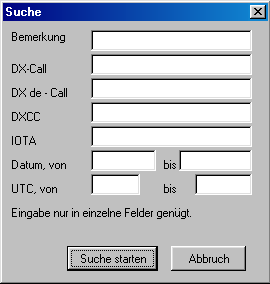 Suche
Bemerkung
DX-Call
DX de - Call
DXCC
IOTA
Datum, von bis
UTC, von bis
Eingabe nur in einzelne Felder genügt.
Suche starten Abbruch